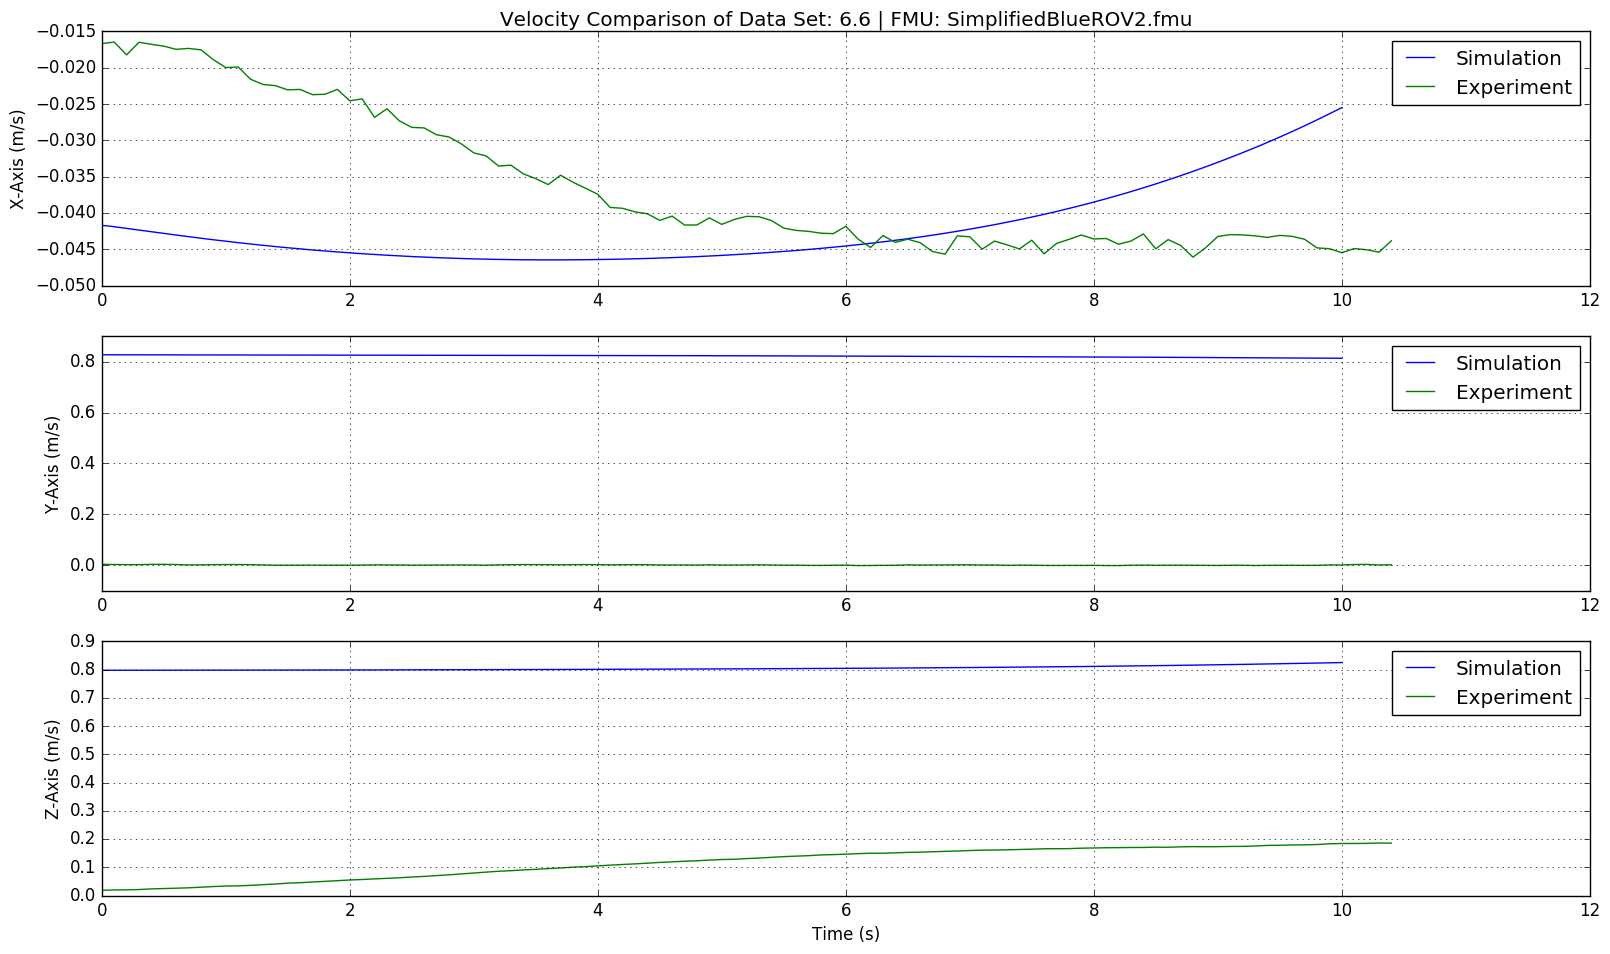 Velocity Comparison of Data Set: 6.6 | FMU: SimplifiedBlueROV2.fmu
−0.015
−0.020
−0.025
−0.030
−0.035
−0.040
−0.045
−0.050
X-Axis (m/s)
Simulation
Experiment
0 2 4 6 8 10 12
0.8
0.6
0.4
0.2
0.0
Y-Axis (m/s)
Simulation
Experiment
0 2 4 6 8 10 12
0.9
0.8
0.7
0.6
0.5
0.4
0.3
0.2
0.1
0.0
Z-Axis (m/s)
Simulation
Experiment
0 2 4 6 8 10 12
Time (s)